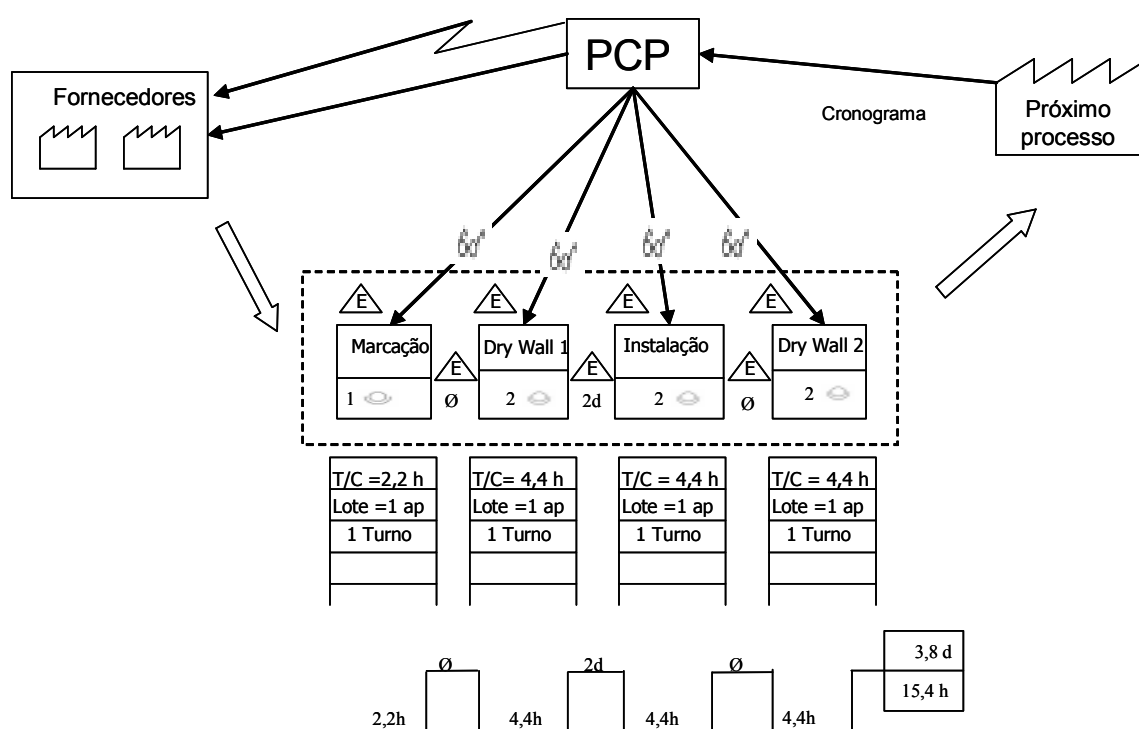 PCP
Fornecedores
Cronograma
Próximo
processo
E
E
E
E
Marcação
Dry Wall 1
Instalação
Dry Wall 2
E
E
E
1
Ø
2
2d
2
Ø
2
T/C =2,2 h
T/C= 4,4 h
T/C = 4,4 h
T/C = 4,4 h
Lote =1 ap
Lote =1 ap
Lote =1 ap
Lote =1 ap
1 Turno
1 Turno
1 Turno
1 Turno
Ø
2d
Ø
3,8 d
15,4 h
2,2h
4,4h
4,4h
4,4h